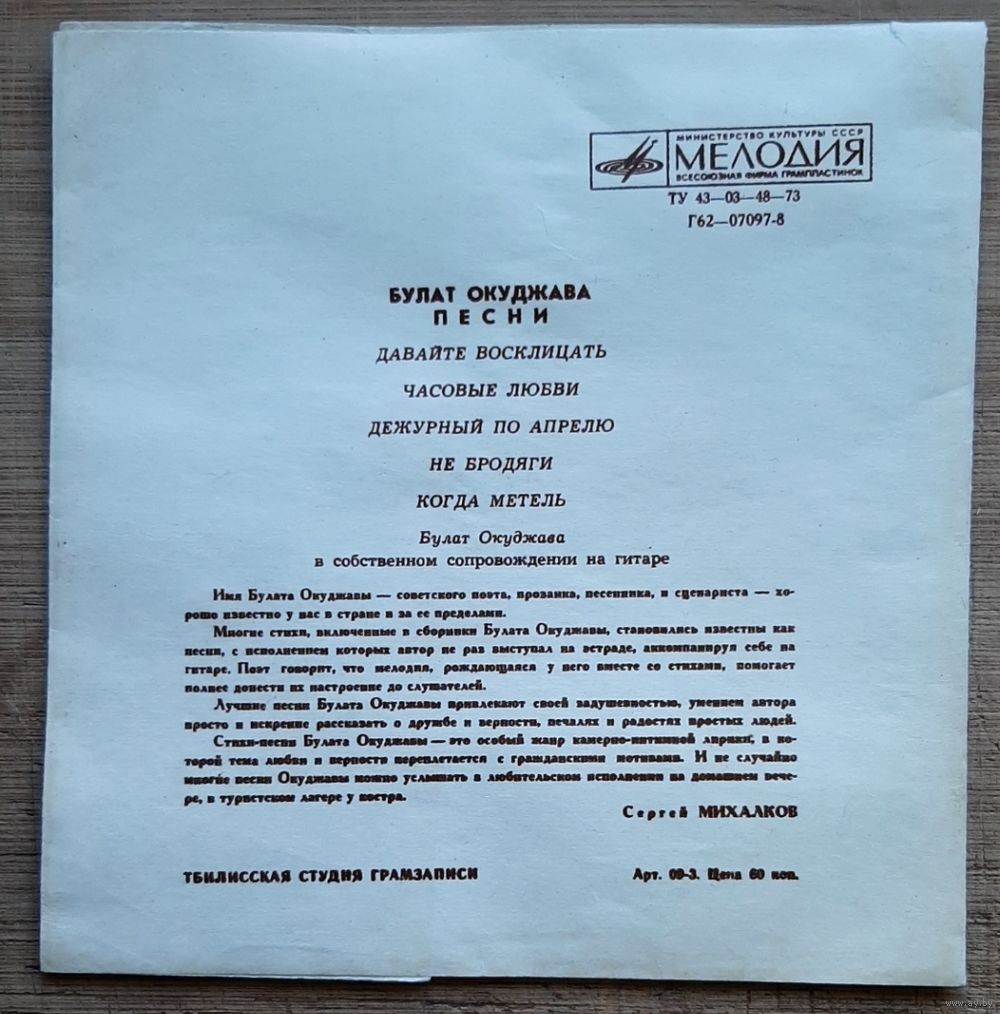 МИНИСТЕРСТВО КУЛЬТУРЫ СССР
МЕЛОДИЯ
ВСЕСОЮЗНАЯ ФИРМА ГРАМПЛАСТИНОК
ТУ 43—03—48—73
Г62—07097-8
БУЛАТ ОКУДЖАВА
ПЕСНИ
ДАВАЙТЕ ВОСКЛИЦАТЬ
ЧАСОВЫЕ ЛЮБВИ
ДЕЖУРНЫЙ ПО АПРЕЛЮ
НЕ БРОДЯГИ
КОГДА МЕТЕЛЬ
Булат Окуджава
в собственном сопровождении на гитаре
Имя Булата Окуджавы — советского поэта, прозаика, песенника, и сценариста — хо-
рошо известно у нас в стране и за ее пределами.
Многие стихи, включенные в сборники Булата Окуджавы, становились известны как
песни, с исполнением которых автор не раз выступал на эстраде, аккомпанируя себе на
гитаре. Поэт говорит, что мелодия, рождающаяся у него вместе со стихами, помогает
полнее донести их настроение до слушателей.
Лучшие песни Булата Окуджавы привлекают своей задушевностью, умением автора
просто и искренне рассказать о дружбе и верности, печалях и радостях простых людей.
Стихи-песни Булата Окуджавы — это особый жанр камерно-интимной лирики, в ко-
торой тема любви и верности переплетается с гражданскими мотивами. И не случайно
многие песни Окуджавы можно услышать в любительском исполнении на домашнем вече-
ре, в туристском лагере у костра.
Сергей МИХАЛКОВ
ТБИЛИССКАЯ СТУДИЯ ГРАМЗАПИСИ
Арт. 09-3. Цена 60 коп.
www.ay.by